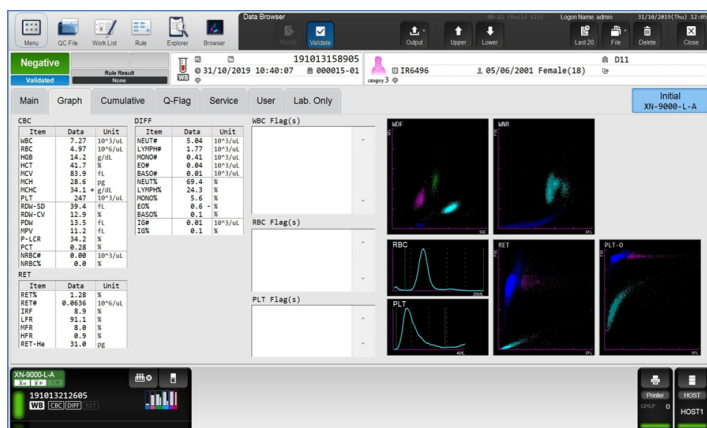 Data Browser
Logon Name: admin 31/10/2019(Thu) 12:05
Menu QC File Work List Rule Explorer Browser Modify Validate Output Upper Lower Last 20 File Delete Close
Negative
Validated
Rule Result
None
WB
191013158905
31/10/2019 10:40:07 000015-01
category 3
IR6496
05/06/2001 Female(18)
D11
Main Graph Cumulative Q-Flag Service User Lab. Only
Initial
XN-9000-L-A
CBC
Item Data Unit
WBC 7.27 10^3/uL
RBC 4.97 10^6/uL
HGB 14.2 g/dL
HCT 41.7 %
MCV 83.9 fL
MCH 28.6 pg
MCHC 34.1 + g/dL
PLT 247 10^3/uL
RDW-SD 39.4 fL
RDW-CV 12.9 %
PDW 13.5 fL
MPV 11.2 fL
P-LCR 34.2 %
PCT 0.28 %
NRBC# 0.00 10^3/uL
NRBC% 0.0 %
RET
Item Data Unit
RET% 1.28 %
RET# 0.0636 10^6/uL
IRF 8.9 %
LFR 91.1 %
MFR 8.0 %
HFR 0.9 %
RET-He 31.0 pg
DIFF
Item Data Unit
NEUT# 5.04 10^3/uL
LYMPH# 1.77 10^3/uL
MONO# 0.41 10^3/uL
EO# 0.04 10^3/uL
BASO# 0.01 10^3/uL
NEUT% 69.4 %
LYMPH% 24.3 %
MONO% 5.6 %
EO% 0.6 - %
BASO% 0.1 %
IG# 0.01 10^3/uL
IG% 0.1 %
WBC Flag(s)
RBC Flag(s)
PLT Flag(s)
WDF
WNR
RBC
PLT
RET
PLT-O
XN-9000-L-A
191013212605
WB CBC DIFF RET
Printer
0
HOST
HOST1